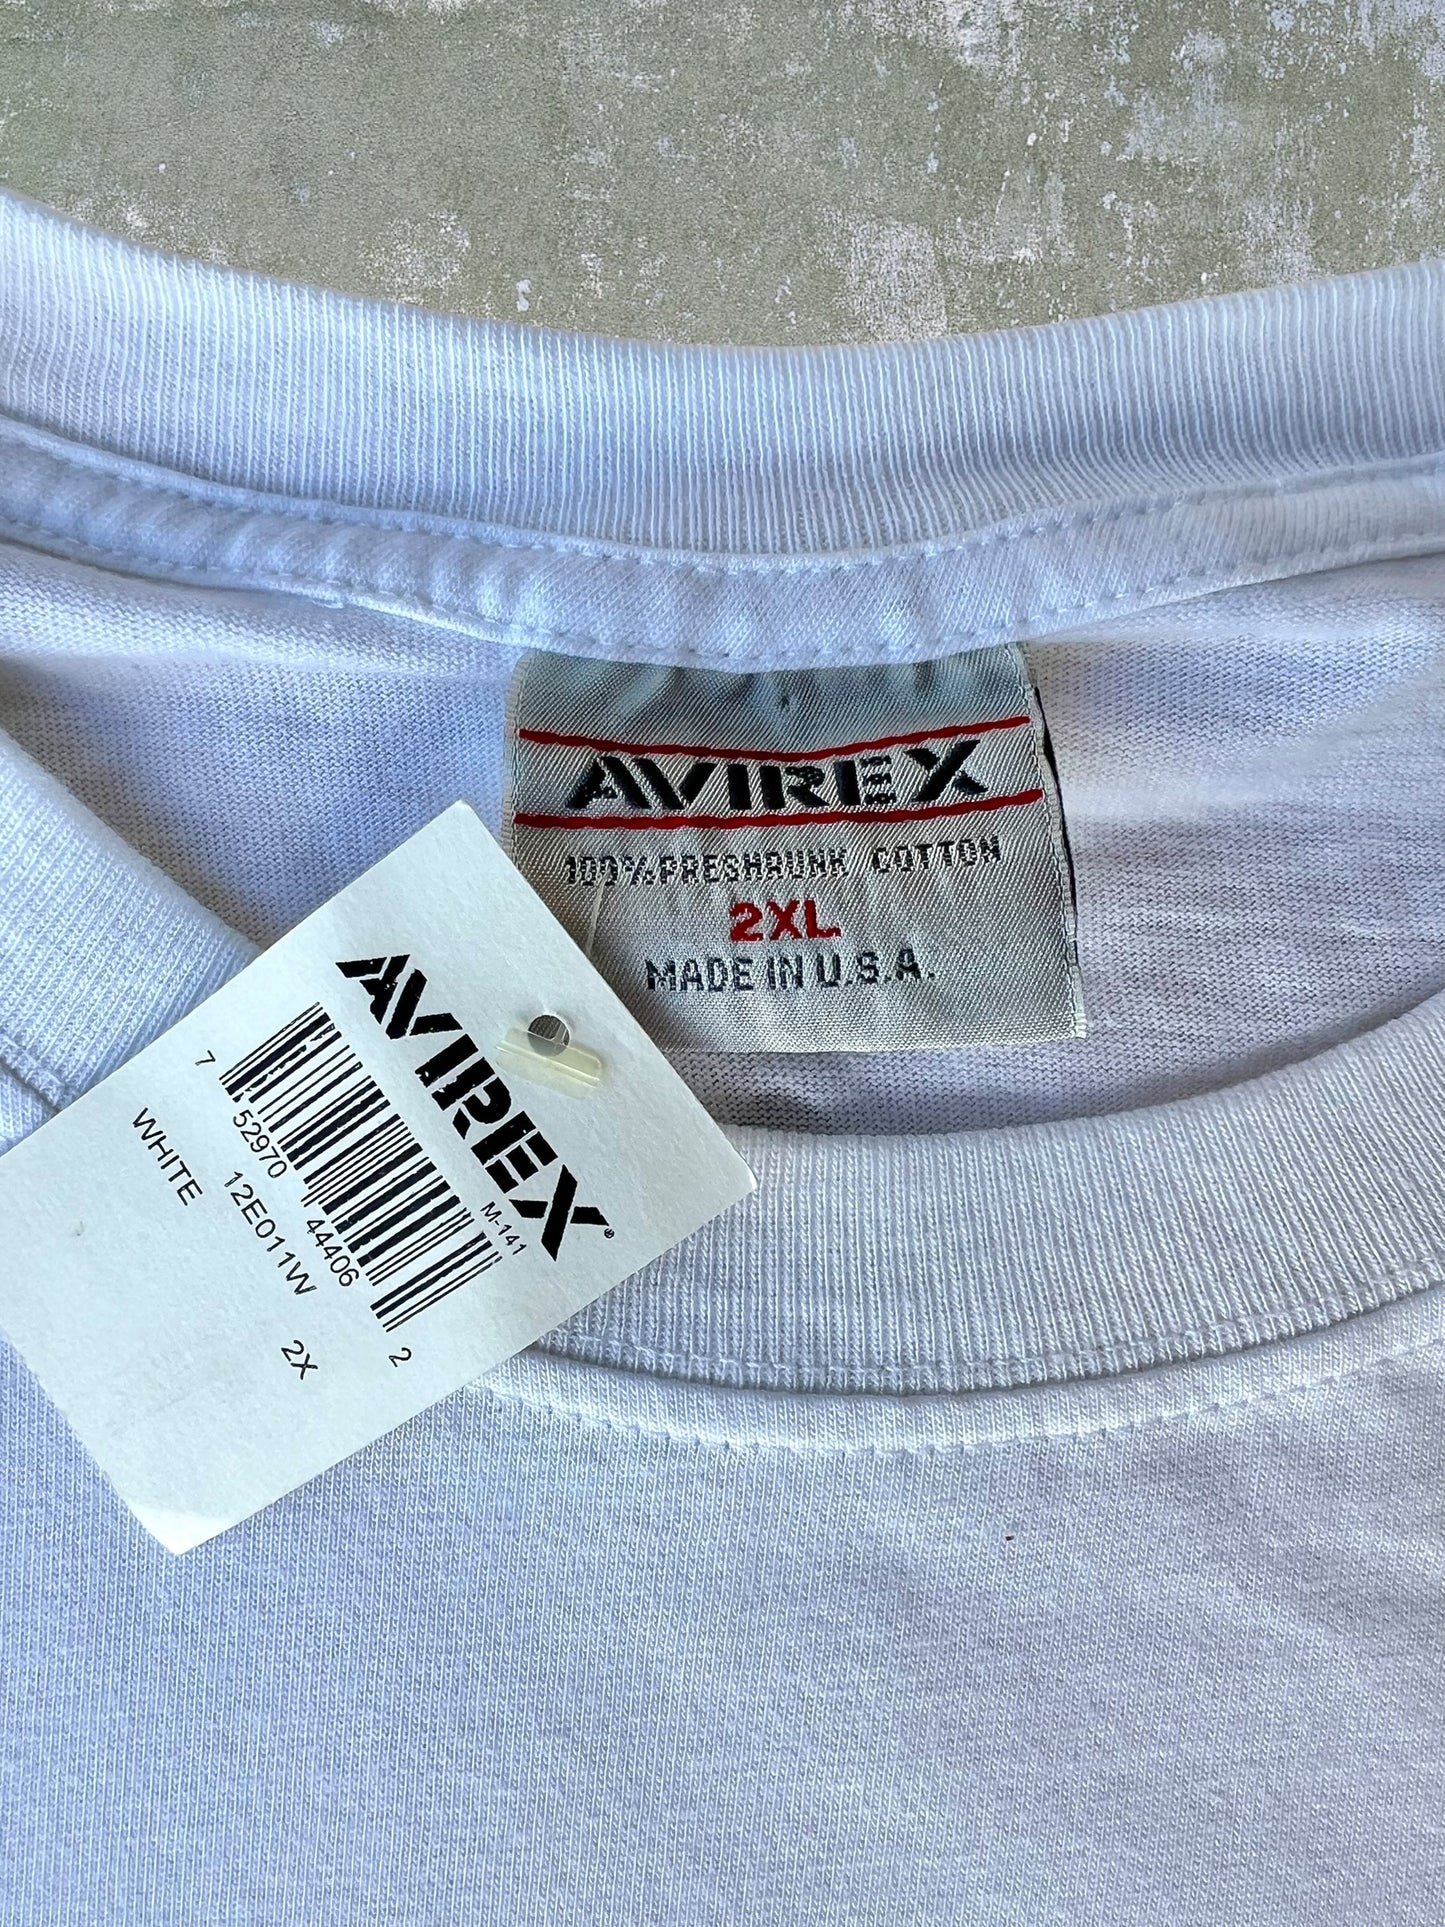 AVIREX
100% PRESHRUNK COTTON
2XL
MADE IN U.S.A.
AVIREX®
M-141
7 52970 44406 2
12E011W 2X
WHITE